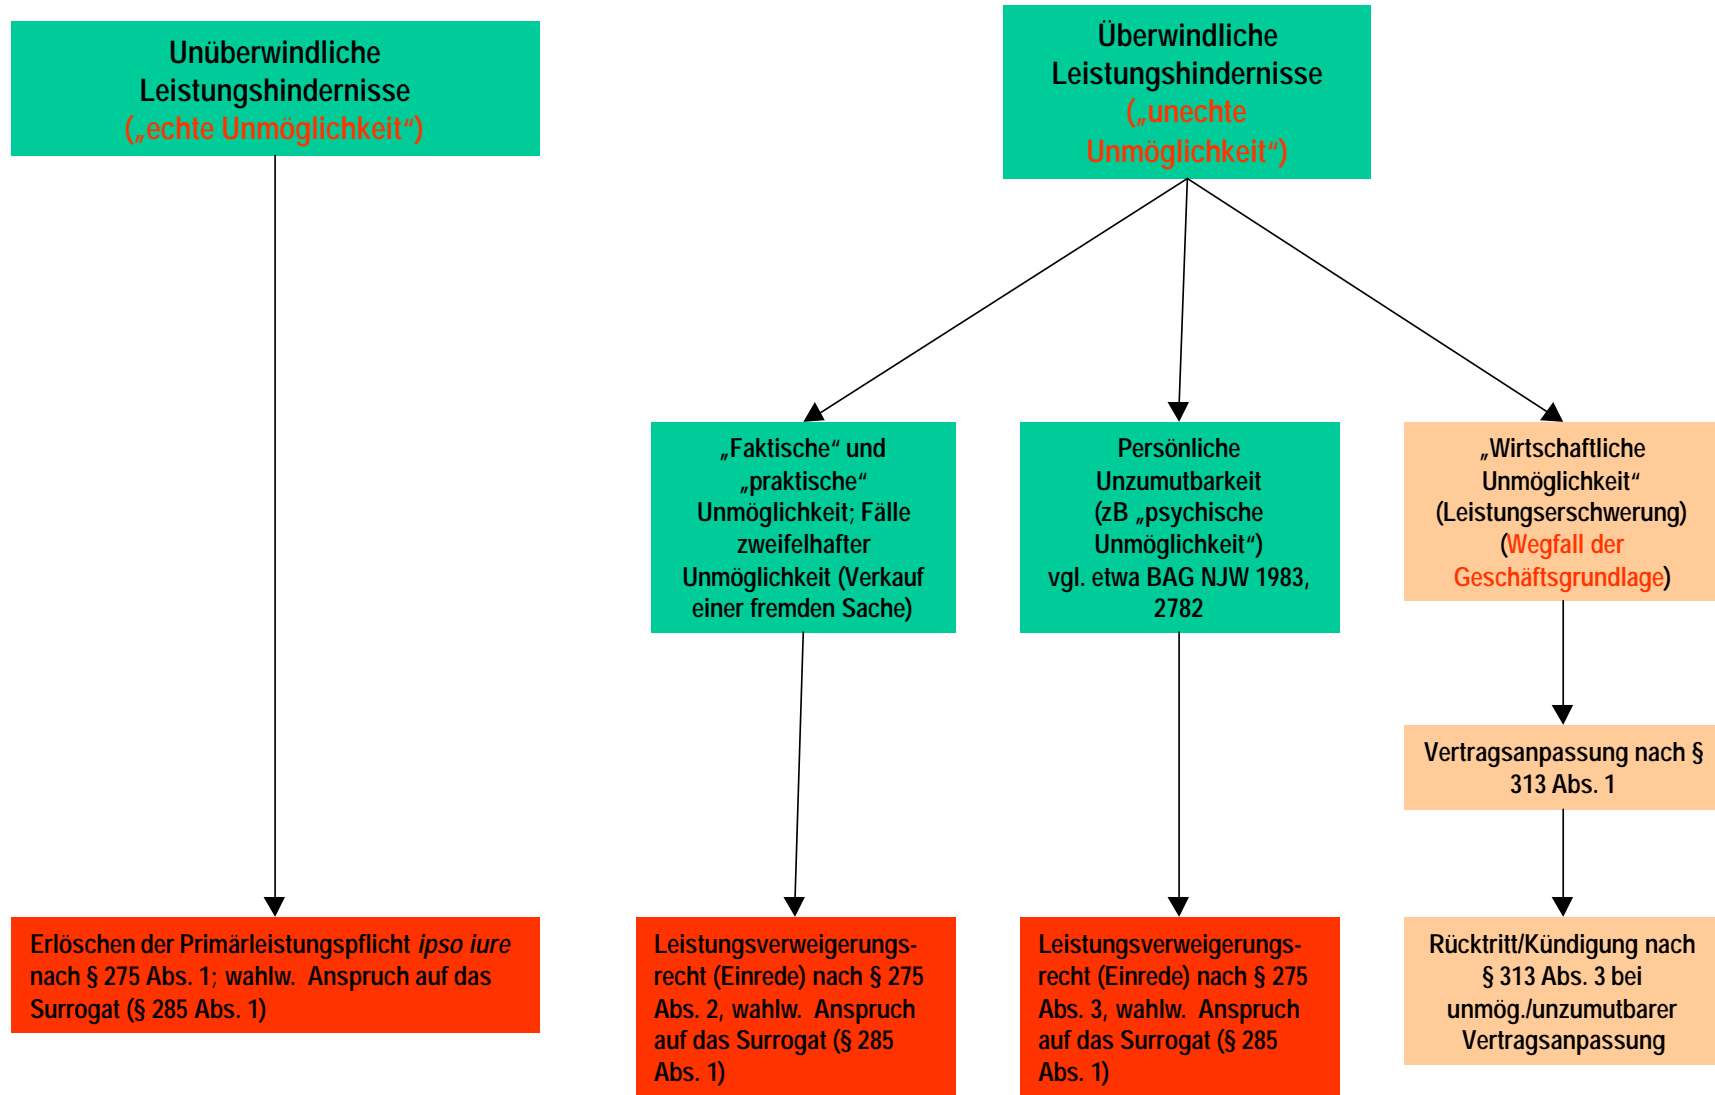 Unüberwindliche
Leistungshindernisse
(„echte Unmöglichkeit“)
Überwindliche
Leistungshindernisse
(„unechte
Unmöglichkeit“)
„Faktische“ und
„praktische“
Unmöglichkeit; Fälle
zweifelhafter
Unmöglichkeit (Verkauf
einer fremden Sache)
Persönliche
Unzumutbarkeit
(zB „psychische
Unmöglichkeit“)
vgl. etwa BAG NJW 1983,
2782
„Wirtschaftliche
Unmöglichkeit“
(Leistungserschwerung)
(Wegfall der
Geschäftsgrundlage)
Vertragsanpassung nach §
313 Abs. 1
Erlöschen der Primärleistungspflicht ipso iure
nach § 275 Abs. 1; wahlw. Anspruch auf das
Surrogat (§ 285 Abs. 1)
Leistungsverweigerungs-
recht (Einrede) nach § 275
Abs. 2, wahlw. Anspruch
auf das Surrogat (§ 285
Abs. 1)
Leistungsverweigerungs-
recht (Einrede) nach § 275
Abs. 3, wahlw. Anspruch
auf das Surrogat (§ 285
Abs. 1)
Rücktritt/Kündigung nach
§ 313 Abs. 3 bei
unmög./unzumutbarer
Vertragsanpassung